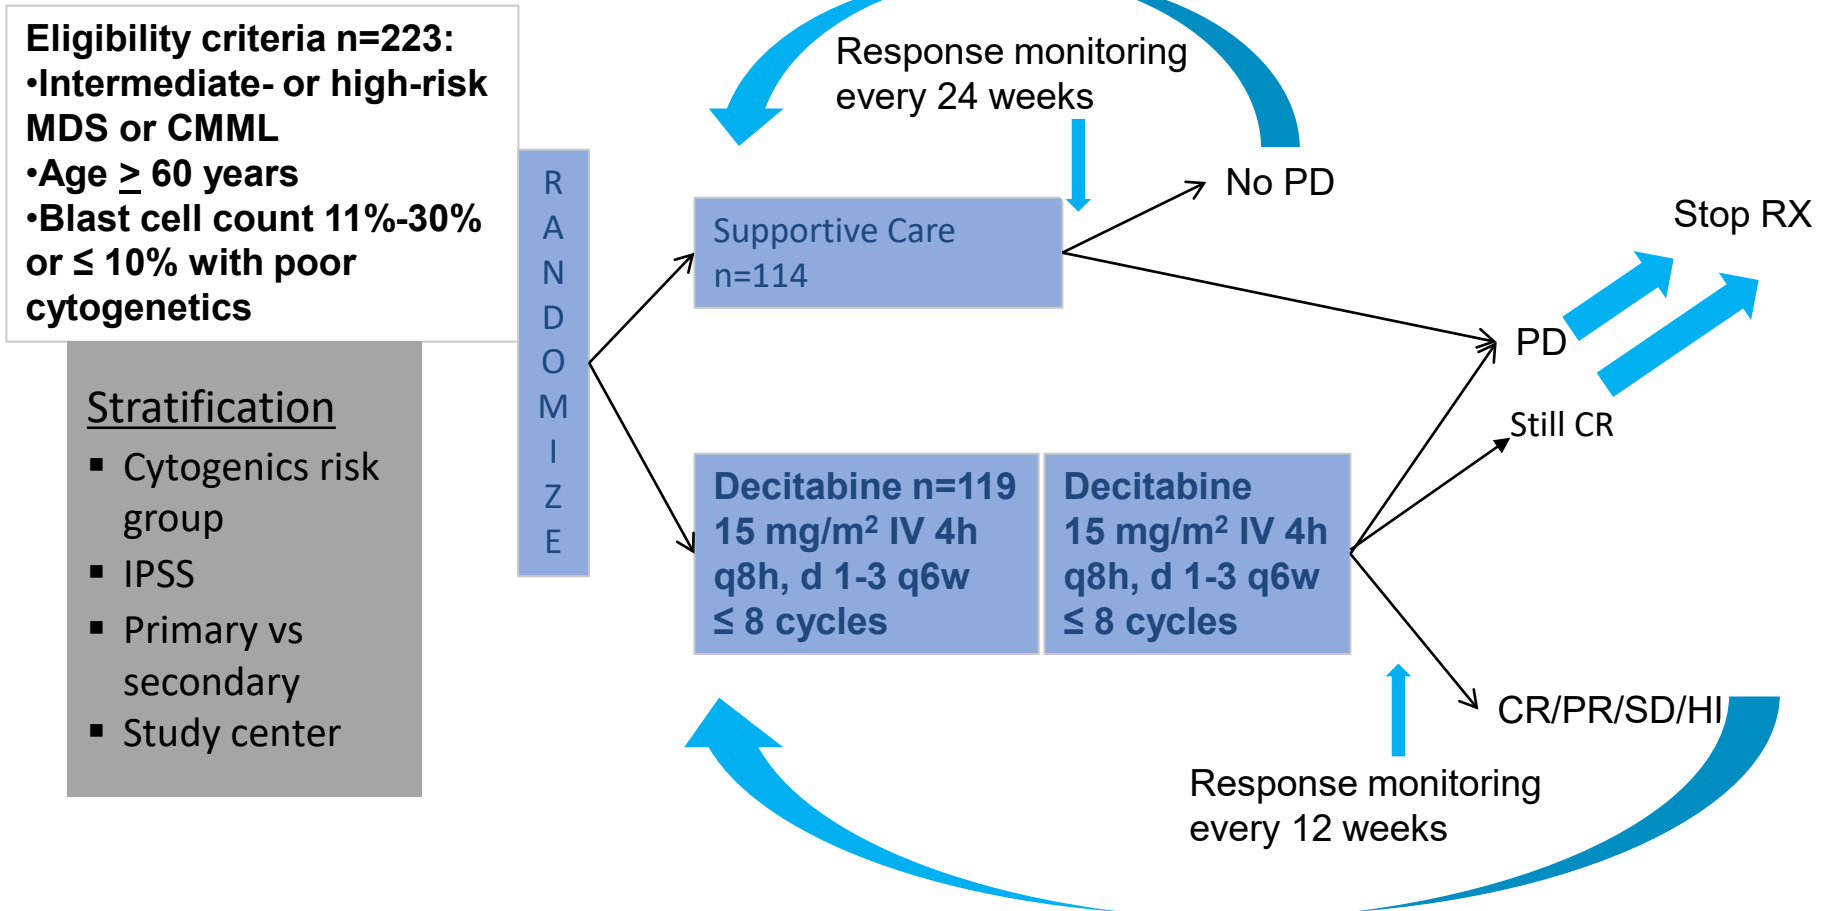 Eligibility criteria n=223:
•Intermediate- or high-risk
MDS or CMML
•Age ≥ 60 years
•Blast cell count 11%-30%
or ≤ 10% with poor
cytogenetics
Stratification
▪ Cytogenics risk
group
▪ IPSS
▪ Primary vs
secondary
▪ Study center
R
A
N
D
O
M
I
Z
E
Response monitoring
every 24 weeks
Supportive Care
n=114
No PD
Stop RX
PD
Still CR
Decitabine n=119
15 mg/m² IV 4h
q8h, d 1-3 q6w
≤ 8 cycles
Decitabine
15 mg/m² IV 4h
q8h, d 1-3 q6w
≤ 8 cycles
CR/PR/SD/HI
Response monitoring
every 12 weeks